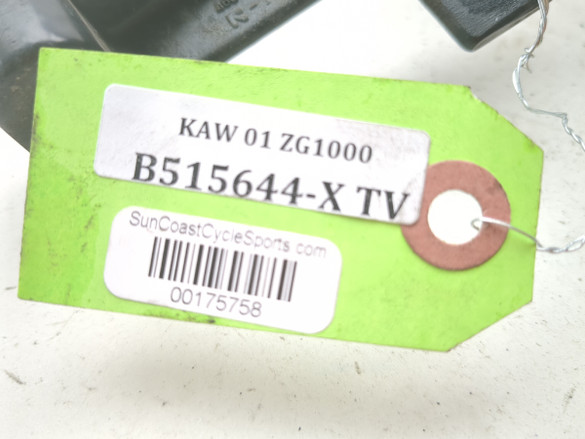 KAW 01 ZG1000
B515644-X TV
SunCoastCycleSports.com
00175758